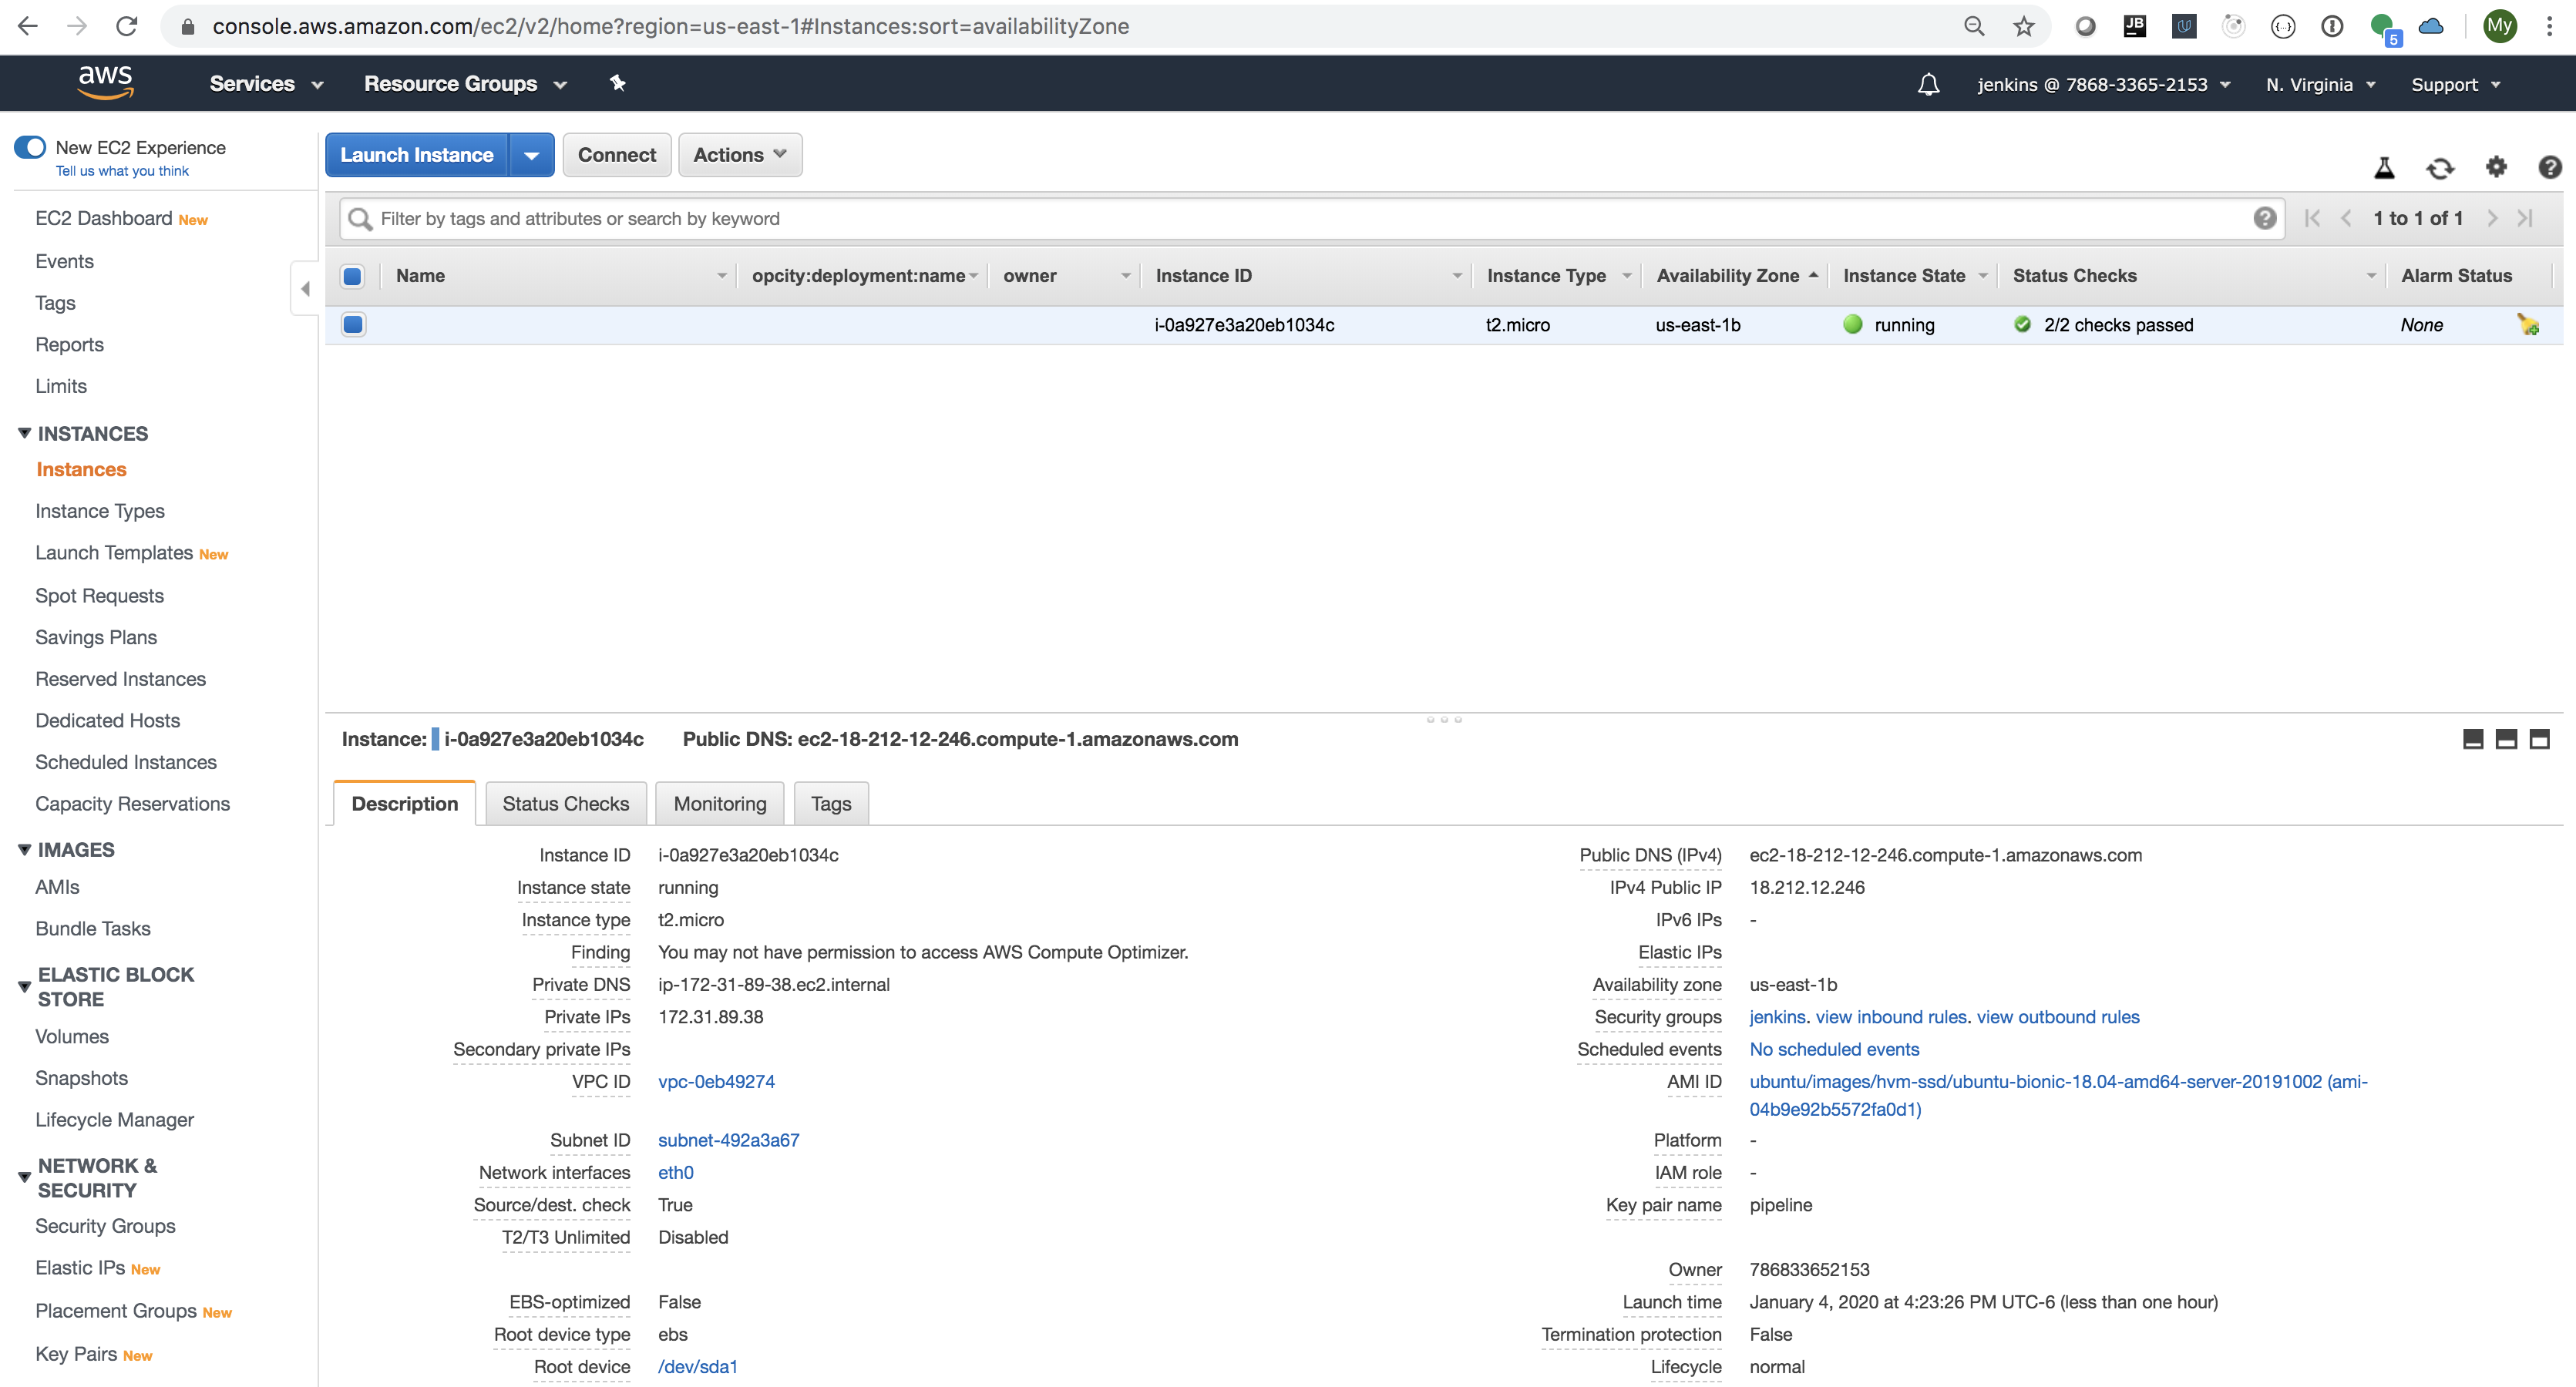 console.aws.amazon.com/ec2/v2/home?region=us-east-1#Instances:sort=availabilityZone
JB
5
My
aws
Services
Resource Groups
jenkins @ 7868-3365-2153
N. Virginia
Support
New EC2 Experience
Tell us what you think
EC2 Dashboard New
Events
Tags
Reports
Limits
INSTANCES
Instances
Instance Types
Launch Templates New
Spot Requests
Savings Plans
Reserved Instances
Dedicated Hosts
Scheduled Instances
Capacity Reservations
IMAGES
AMIs
Bundle Tasks
ELASTIC BLOCK
STORE
Volumes
Snapshots
Lifecycle Manager
NETWORK &
SECURITY
Security Groups
Elastic IPs New
Placement Groups New
Key Pairs New
Launch Instance
Connect
Actions
Filter by tags and attributes or search by keyword
1 to 1 of 1
Name opcity:deployment:name owner Instance ID Instance Type Availability Zone Instance State Status Checks Alarm Status
i-0a927e3a20eb1034c t2.micro us-east-1b running 2/2 checks passed None
Instance: i-0a927e3a20eb1034c Public DNS: ec2-18-212-12-246.compute-1.amazonaws.com
Description Status Checks Monitoring Tags
Instance ID i-0a927e3a20eb1034c
Instance state running
Instance type t2.micro
Finding You may not have permission to access AWS Compute Optimizer.
Private DNS ip-172-31-89-38.ec2.internal
Private IPs 172.31.89.38
Secondary private IPs
VPC ID vpc-0eb49274
Subnet ID subnet-492a3a67
Network interfaces eth0
Source/dest. check True
T2/T3 Unlimited Disabled
EBS-optimized False
Root device type ebs
Root device /dev/sda1
Public DNS (IPv4) ec2-18-212-12-246.compute-1.amazonaws.com
IPv4 Public IP 18.212.12.246
IPv6 IPs -
Elastic IPs
Availability zone us-east-1b
Security groups jenkins. view inbound rules. view outbound rules
Scheduled events No scheduled events
AMI ID ubuntu/images/hvm-ssd/ubuntu-bionic-18.04-amd64-server-20191002 (ami-
04b9e92b5572fa0d1)
Platform -
IAM role -
Key pair name pipeline
Owner 786833652153
Launch time January 4, 2020 at 4:23:26 PM UTC-6 (less than one hour)
Termination protection False
Lifecycle normal